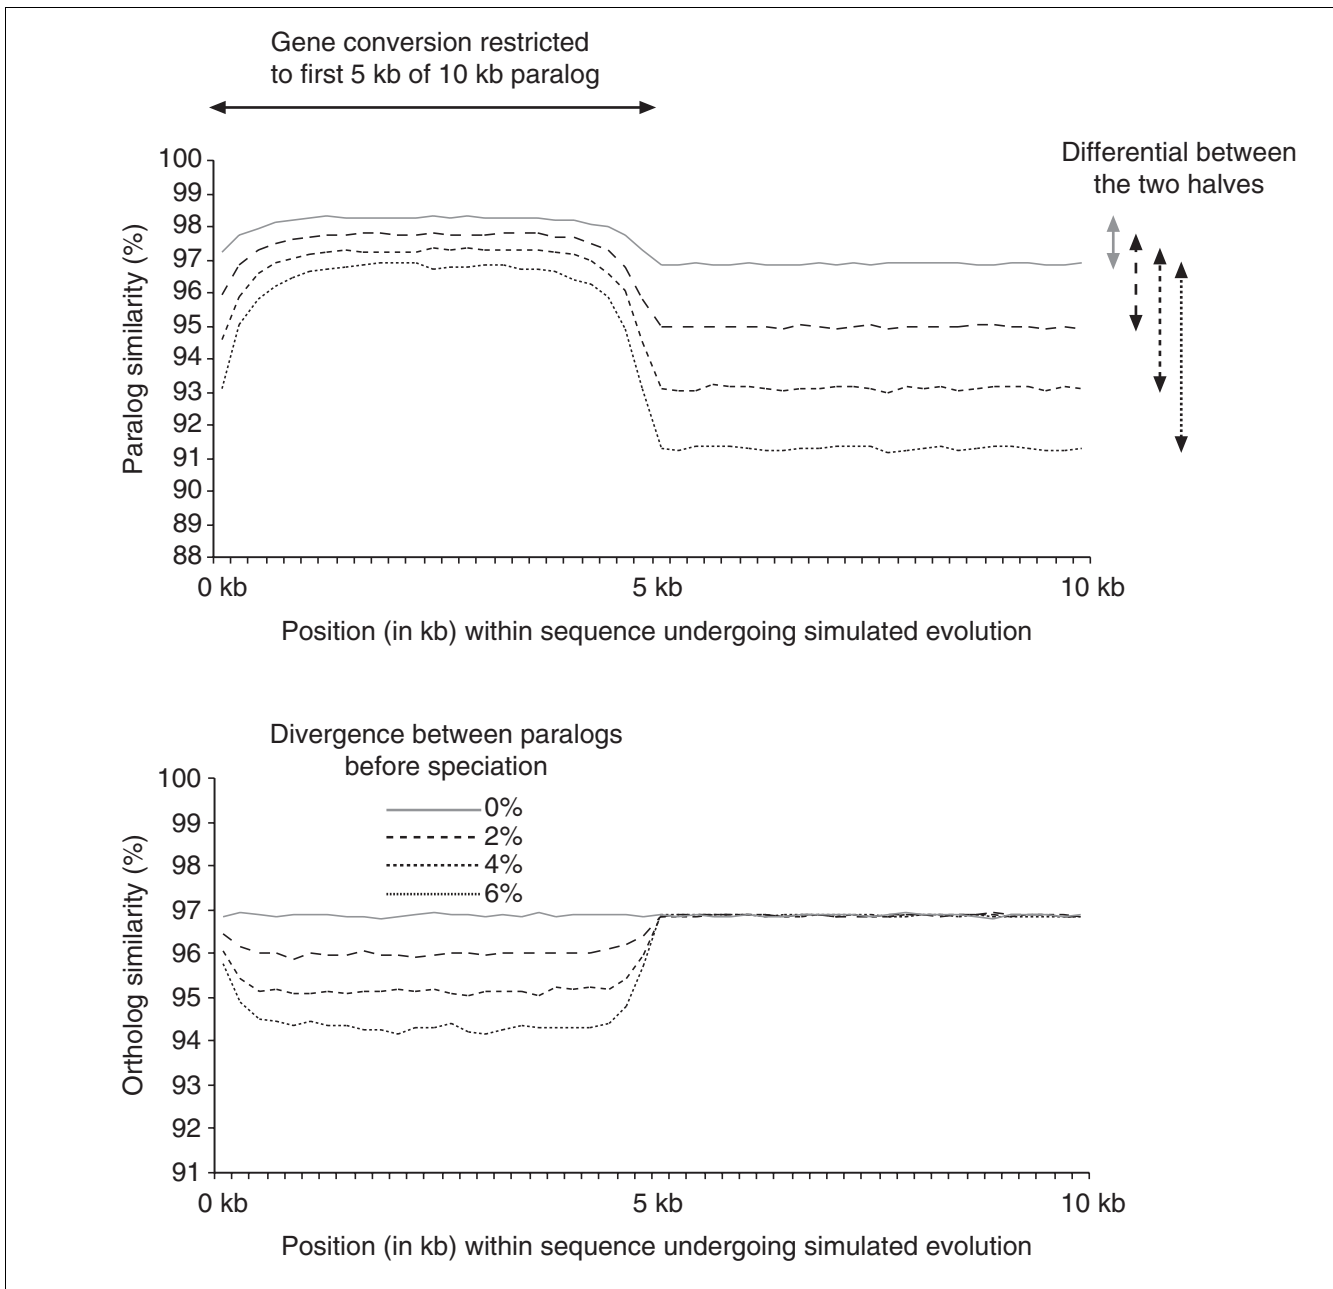 Gene conversion restricted
to first 5 kb of 10 kb paralog
Differential between
the two halves
Paralog similarity (%)
100
99
98
97
96
95
94
93
92
91
90
89
88
0 kb
5 kb
10 kb
Position (in kb) within sequence undergoing simulated evolution
Divergence between paralogs
before speciation
0%
2%
4%
6%
Ortholog similarity (%)
100
99
98
97
96
95
94
93
92
91
0 kb
5 kb
10 kb
Position (in kb) within sequence undergoing simulated evolution